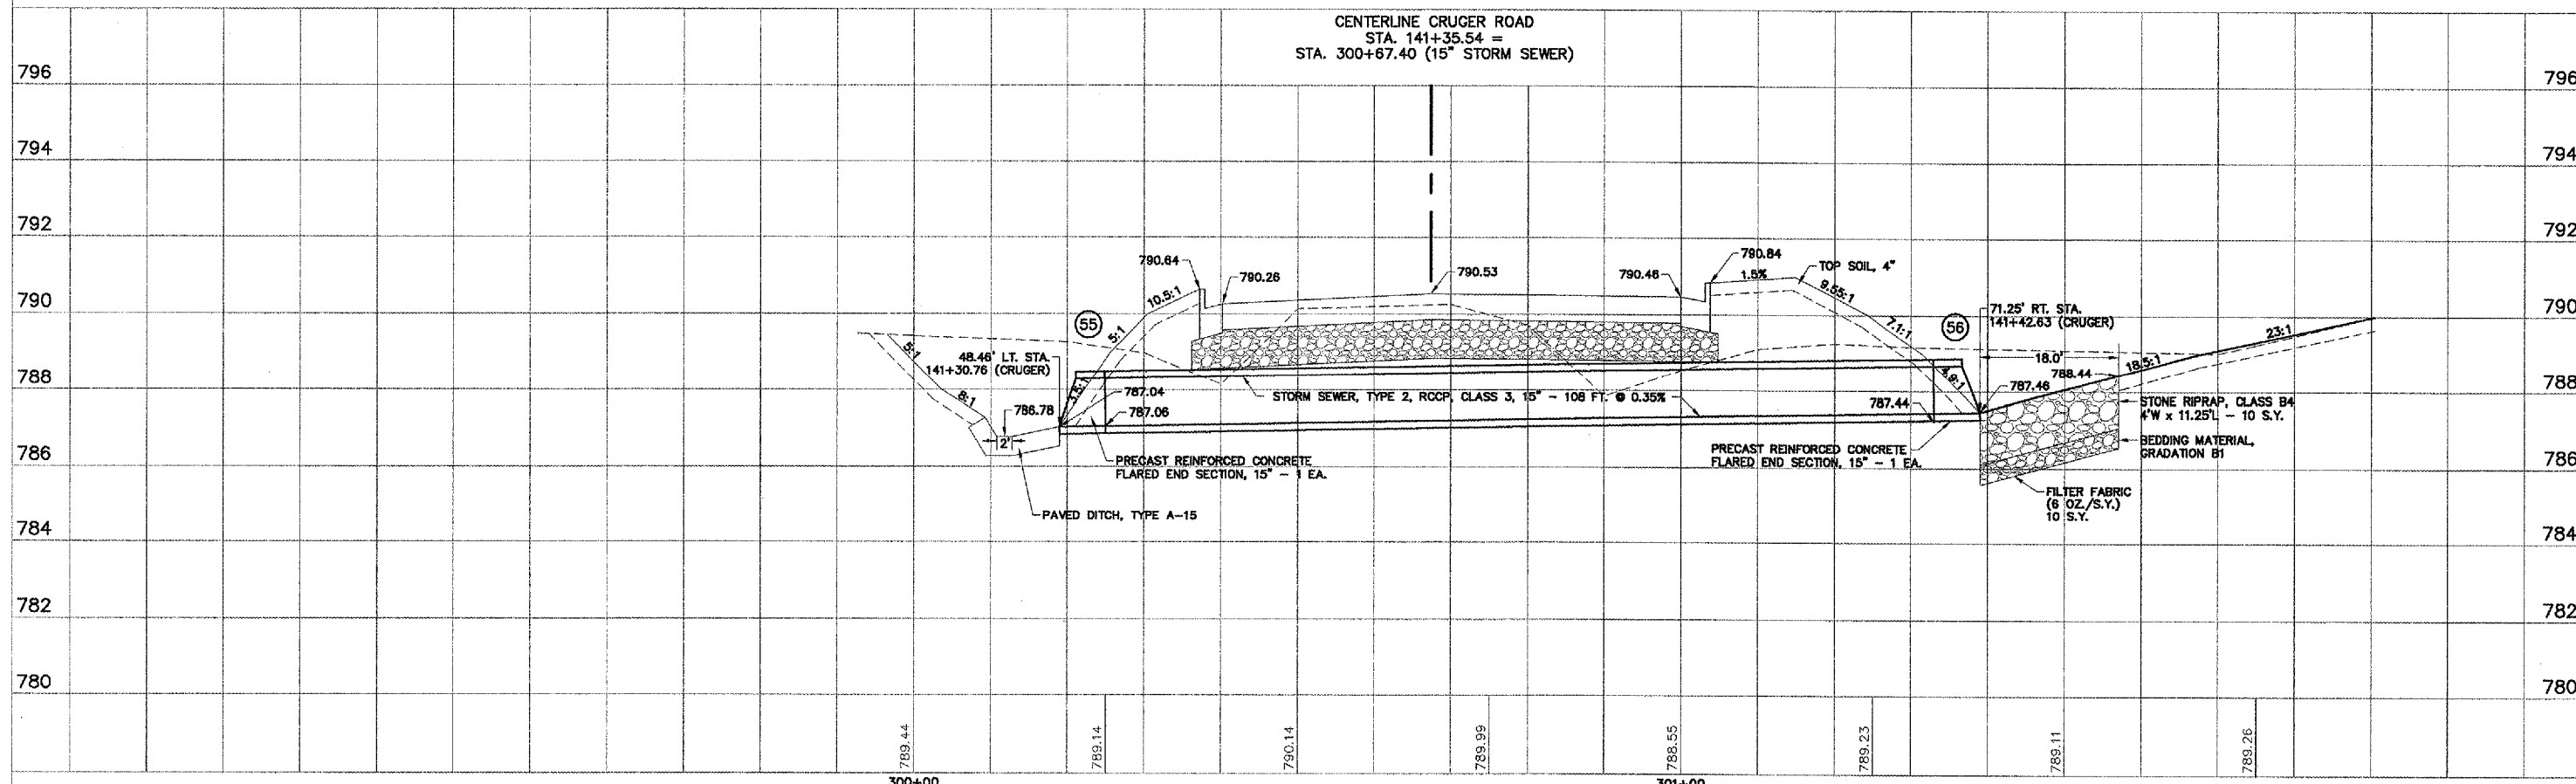 CENTERLINE CRUGER ROAD
STA. 141+35.54 =
STA. 300+67.40 (15" STORM SEWER)
796
796
794
794
792
792
790
790
788
788
786
786
784
784
782
782
780
780
790.64
790.26
790.53
790.46
790.84
1.5%
TOP SOIL, 4"
10.5:1
5:1
9.55:1
7.1:1
55
56
71.25' RT. STA.
141+42.63 (CRUGER)
23:1
18.5:1
18.0'
48.46' LT. STA.
141+30.76 (CRUGER)
5:1
8:1
3.5:1
4.9:1
788.44
787.46
787.04
787.06
787.44
STORM SEWER, TYPE 2, RCCP, CLASS 3, 15" - 108 FT. @ 0.35%
STONE RIPRAP, CLASS B4
4'W x 11.25'L - 10 S.Y.
786.78
2'
BEDDING MATERIAL,
GRADATION B1
PRECAST REINFORCED CONCRETE
FLARED END SECTION, 15" - 1 EA.
PRECAST REINFORCED CONCRETE
FLARED END SECTION, 15" - 1 EA.
FILTER FABRIC
(6 OZ./S.Y.)
10 S.Y.
PAVED DITCH, TYPE A-15
789.44
789.14
790.14
789.99
788.55
789.23
789.11
789.26
300+00
301+00